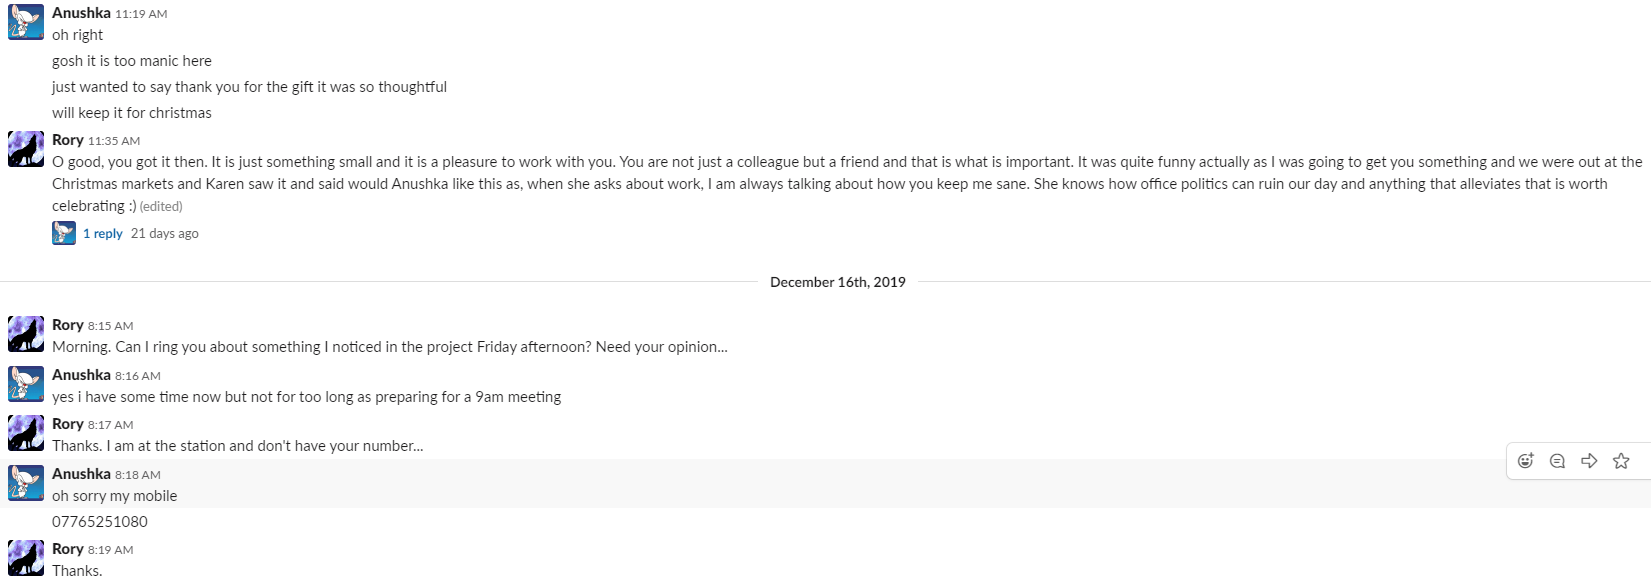 Anushka 11:19 AM
oh right
gosh it is too manic here
just wanted to say thank you for the gift it was so thoughtful
will keep it for christmas
Rory 11:35 AM
O good, you got it then. It is just something small and it is a pleasure to work with you. You are not just a colleague but a friend and that is what is important. It was quite funny actually as I was going to get you something and we were out at the
Christmas markets and Karen saw it and said would Anushka like this as, when she asks about work, I am always talking about how you keep me sane. She knows how office politics can ruin our day and anything that alleviates that is worth
celebrating :) (edited)
1 reply 21 days ago
December 16th, 2019
Rory 8:15 AM
Morning. Can I ring you about something I noticed in the project Friday afternoon? Need your opinion...
Anushka 8:16 AM
yes i have some time now but not for too long as preparing for a 9am meeting
Rory 8:17 AM
Thanks. I am at the station and don't have your number...
Anushka 8:18 AM
oh sorry my mobile
07765251080
Rory 8:19 AM
Thanks.